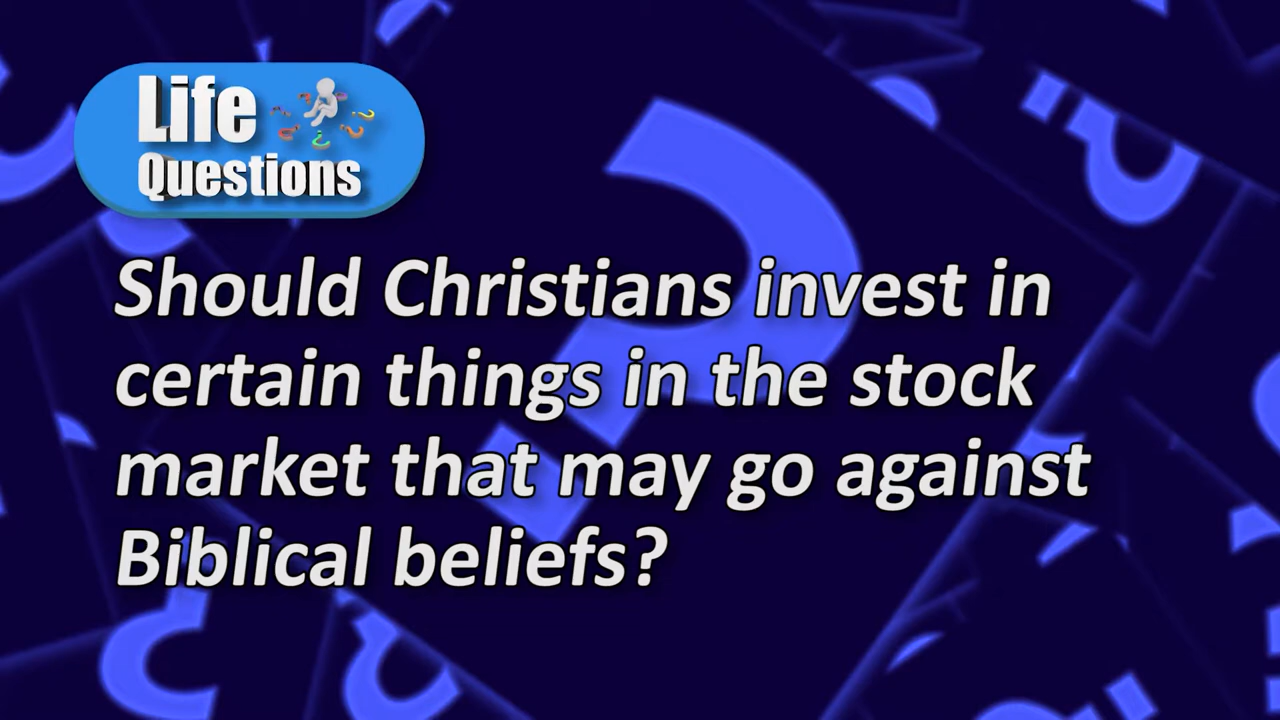 Life
Questions
Should Christians invest in
certain things in the stock
market that may go against
Biblical beliefs?